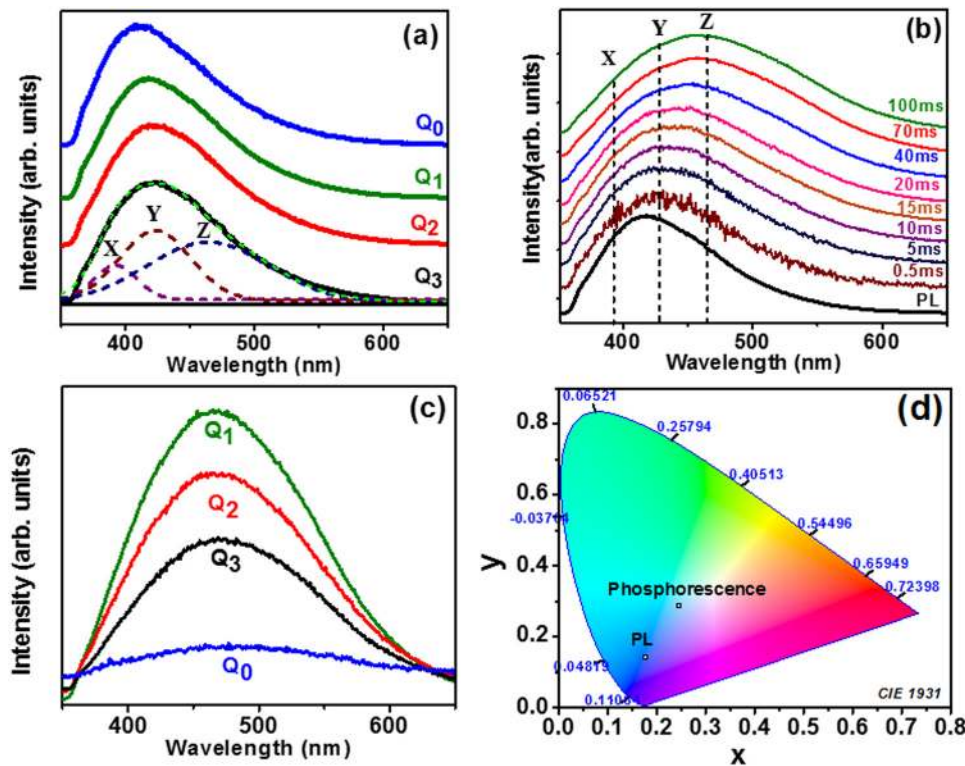 (a)
Q0
Q1
Q2
Q3
X
Y
Z
Intensity (arb. units)
400
500
600
Wavelength (nm)
(b)
X
Y
Z
100ms
70ms
40ms
20ms
15ms
10ms
5ms
0.5ms
PL
Intensity(arb. units)
400
500
600
Wavelength (nm)
(c)
Q1
Q2
Q3
Q0
Intensity (arb. units)
400
500
600
Wavelength (nm)
(d)
0.8
0.6
0.4
0.2
0.0
y
0.06521
0.25794
0.40513
0.54496
0.65949
0.72398
Phosphorescence
PL
0.04819
CIE 1931
0.0
0.1
0.2
0.3
0.4
0.5
0.6
0.7
0.8
x